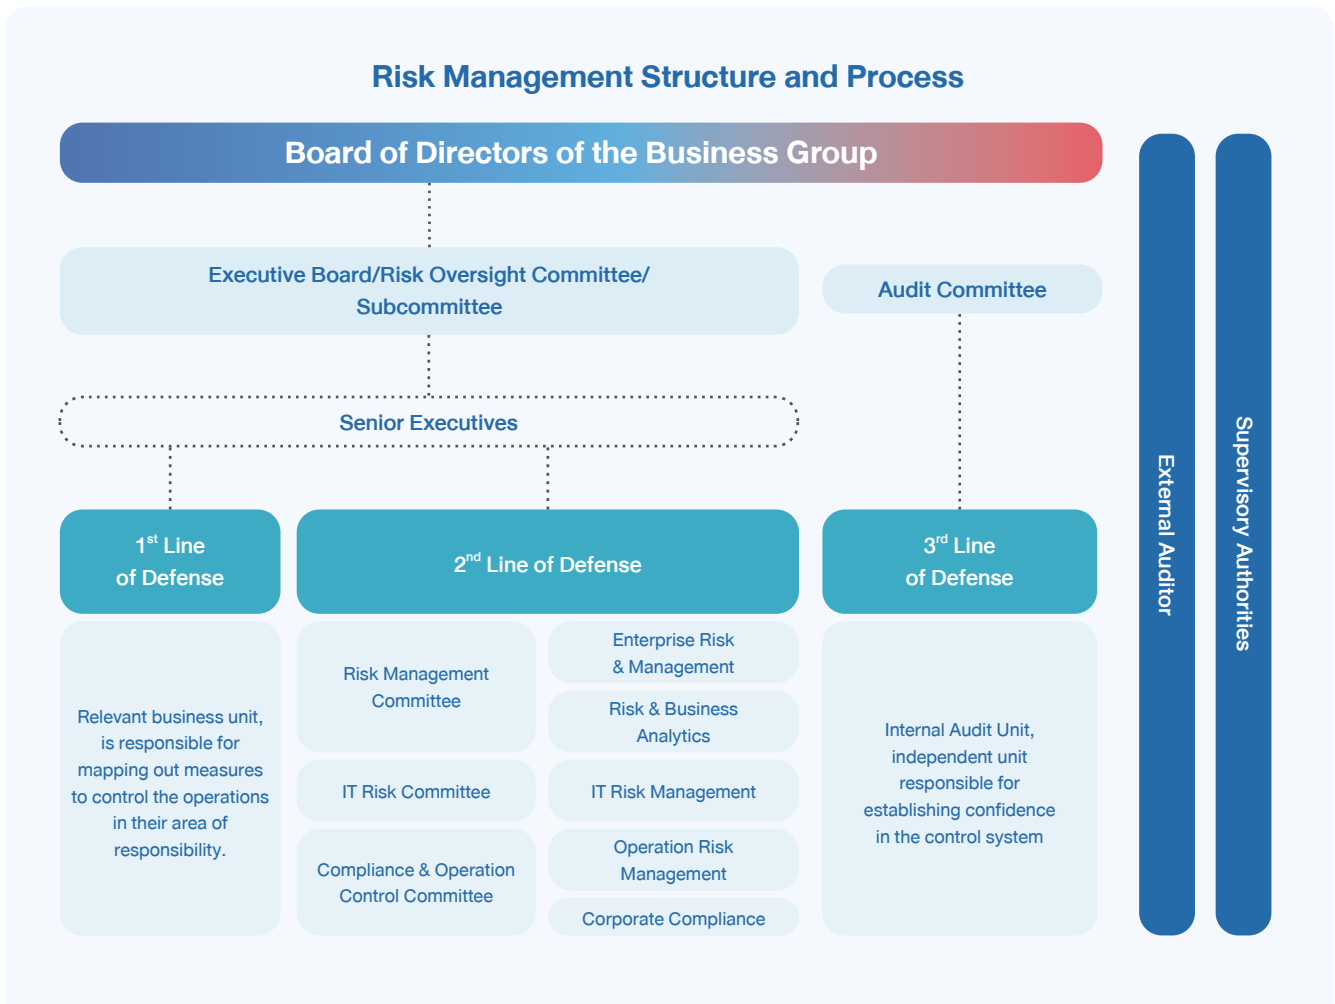 Risk Management Structure and Process
Board of Directors of the Business Group
Executive Board/Risk Oversight Committee/
Subcommittee
Audit Committee
Senior Executives
1st Line
of Defense
2nd Line of Defense
3rd Line
of Defense
Relevant business unit,
is responsible for
mapping out measures
to control the operations
in their area of
responsibility.
Risk Management
Committee
IT Risk Committee
Compliance & Operation
Control Committee
Enterprise Risk
& Management
Risk & Business
Analytics
IT Risk Management
Operation Risk
Management
Corporate Compliance
Internal Audit Unit,
independent unit
responsible for
establishing confidence
in the control system
External Auditor
Supervisory Authorities